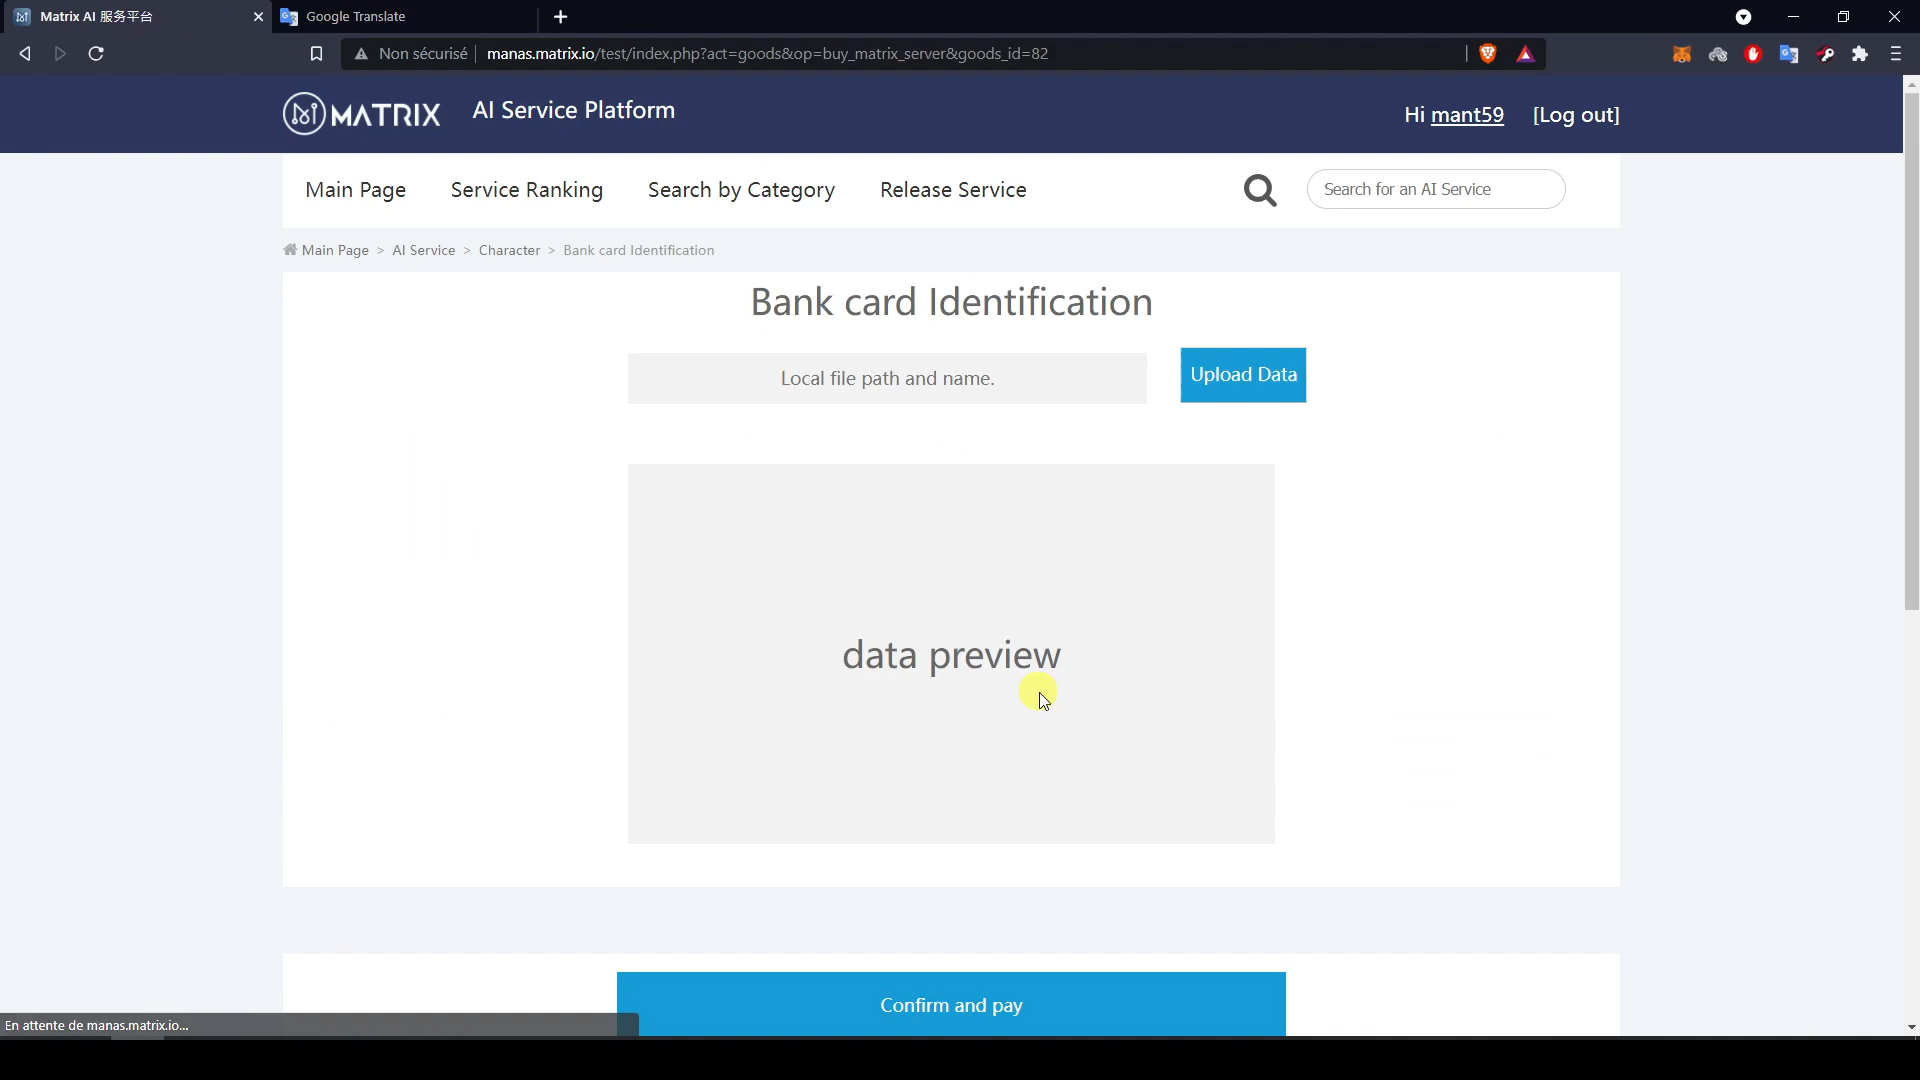 Matrix AI 服务平台
Google Translate
Non sécurisé
manas.matrix.io/test/index.php?act=goods&op=buy_matrix_server&goods_id=82
MATRIX
AI Service Platform
Hi mant59 [Log out]
Main Page Service Ranking Search by Category Release Service
Search for an AI Service
Main Page > AI Service > Character > Bank card Identification
Bank card Identification
Local file path and name.
Upload Data
data preview
Confirm and pay
En attente de manas.matrix.io...